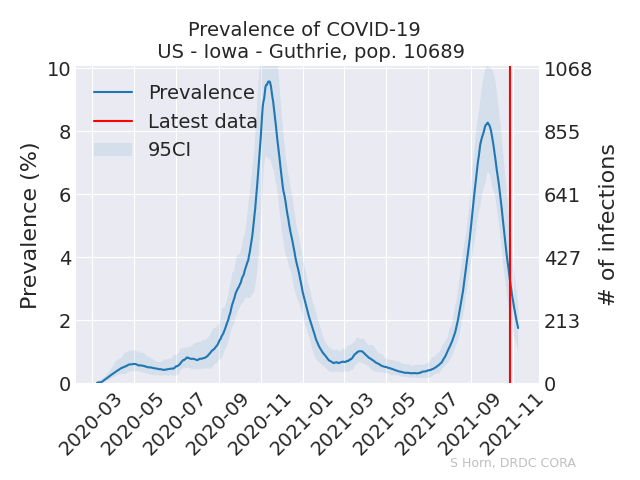 Prevalence of COVID-19
US - Iowa - Guthrie, pop. 10689
Prevalence
Latest data
95CI
Prevalence (%)
10
8
6
4
2
0
1068
855
641
427
213
0
# of infections
2020-03
2020-05
2020-07
2020-09
2020-11
2021-01
2021-03
2021-05
2021-07
2021-09
2021-11
S Horn, DRDC CORA